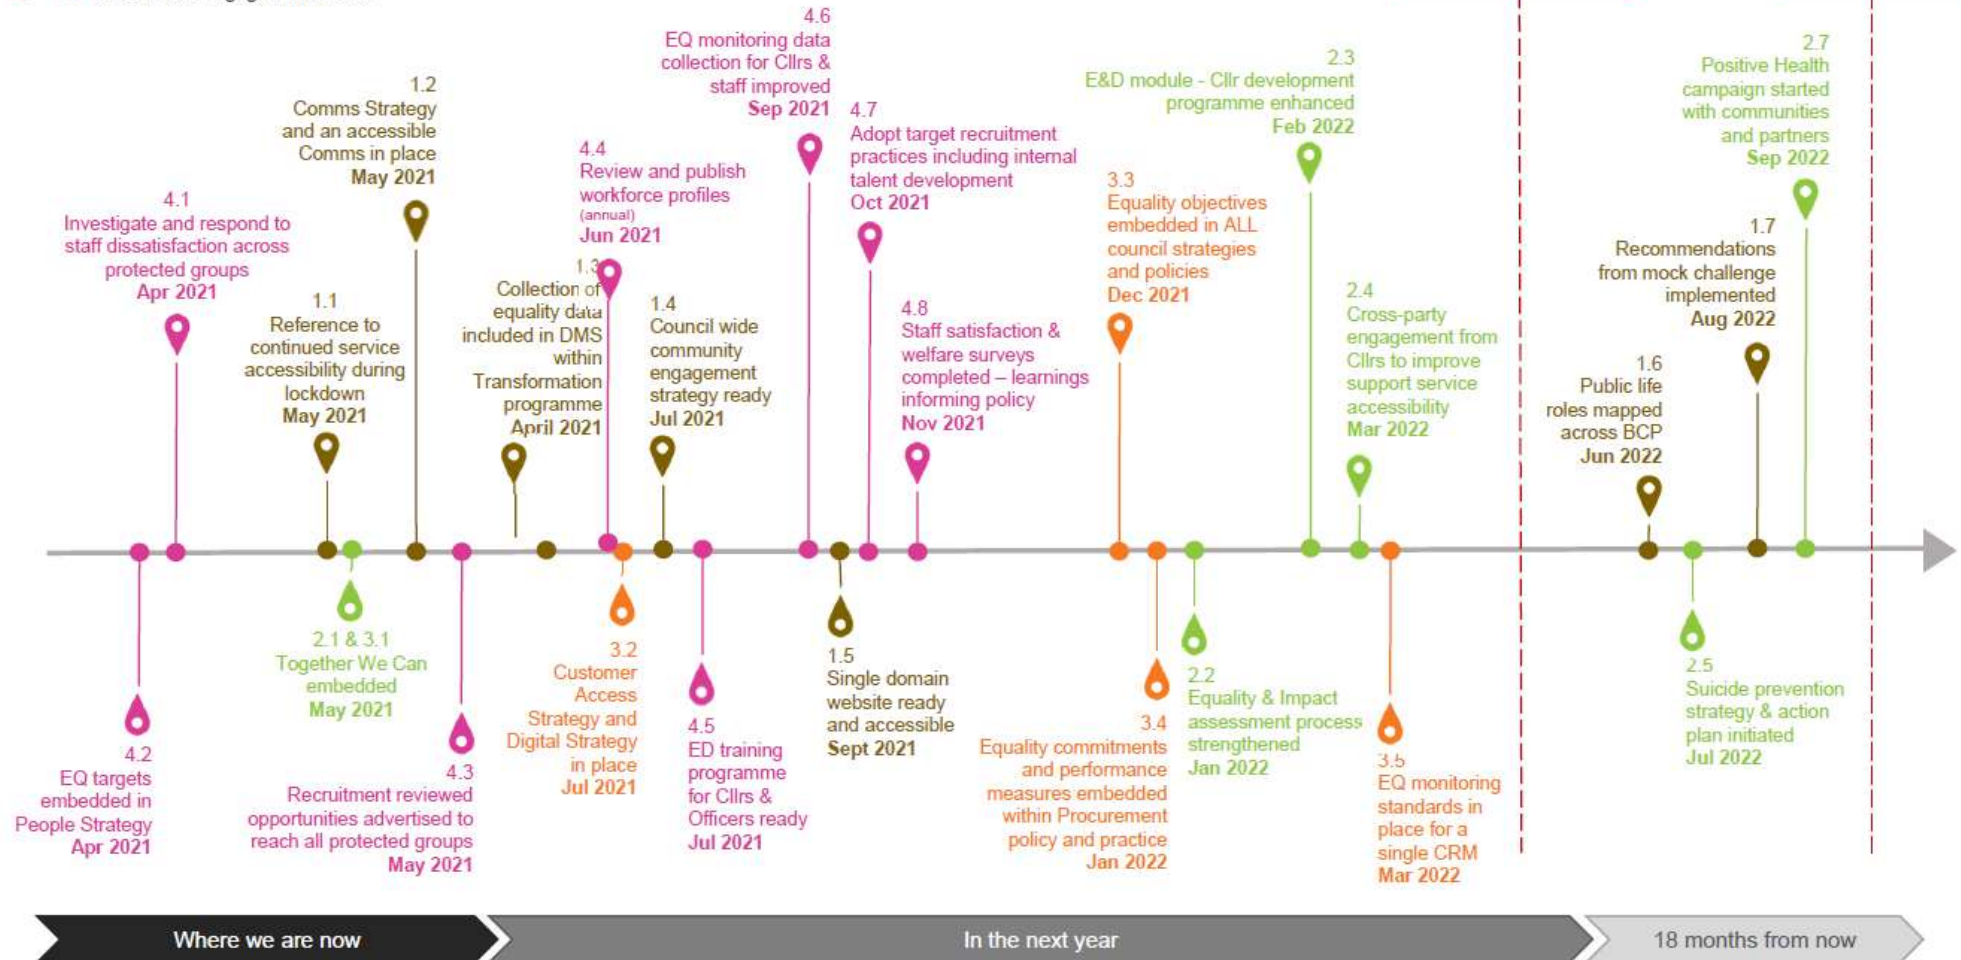 4.1
Investigate and respond to
staff dissatisfaction across
protected groups
Apr 2021
4.2
EQ targets
embedded in
People Strategy
Apr 2021
1.1
Reference to
continued service
accessibility during
lockdown
May 2021
2.1 & 3.1
Together We Can
embedded
May 2021
1.2
Comms Strategy
and an accessible
Comms in place
May 2021
4.3
Recruitment reviewed
opportunities advertised to
reach all protected groups
May 2021
1.3
Collection of
equality data
included in DMS
within
Transformation
programme
April 2021
4.4
Review and publish
workforce profiles
(annual)
Jun 2021
3.2
Customer
Access
Strategy and
Digital Strategy
in place
Jul 2021
1.4
Council wide
community
engagement
strategy ready
Jul 2021
4.5
ED training
programme
for Cllrs &
Officers ready
Jul 2021
4.6
EQ monitoring data
collection for Cllrs &
staff improved
Sep 2021
1.5
Single domain
website ready
and accessible
Sept 2021
4.7
Adopt target recruitment
practices including internal
talent development
Oct 2021
4.8
Staff satisfaction &
welfare surveys
completed – learnings
informing policy
Nov 2021
3.3
Equality objectives
embedded in ALL
council strategies
and policies
Dec 2021
3.4
Equality commitments
and performance
measures embedded
within Procurement
policy and practice
Jan 2022
2.2
Equality & Impact
assessment process
strengthened
Jan 2022
2.3
E&D module - Cllr development
programme enhanced
Feb 2022
2.4
Cross-party
engagement from
Cllrs to improve
support service
accessibility
Mar 2022
3.5
EQ monitoring
standards in
place for a
single CRM
Mar 2022
1.6
Public life
roles mapped
across BCP
Jun 2022
2.5
Suicide prevention
strategy & action
plan initiated
Jul 2022
1.7
Recommendations
from mock challenge
implemented
Aug 2022
2.7
Positive Health
campaign started
with communities
and partners
Sep 2022
Where we are now
In the next year
18 months from now